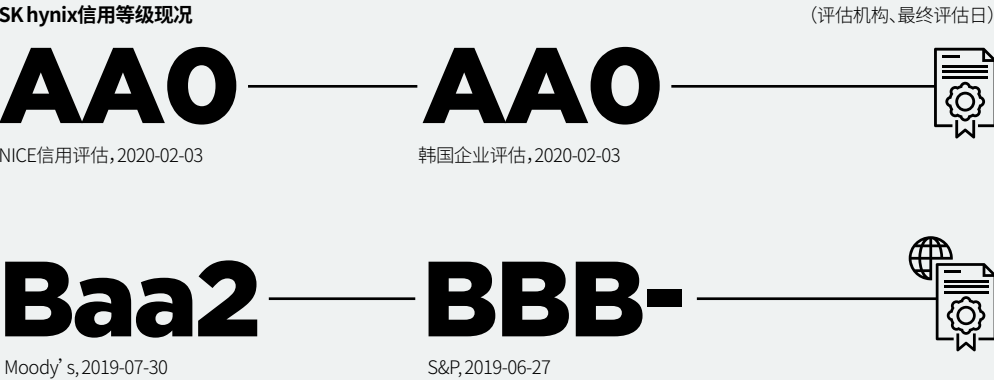 SK hynix信用等级现况
(评估机构、最终评估日)
AA0
AA0
NICE信用评估，2020-02-03
韩国企业评估，2020-02-03
Baa2
BBB-
Moody’s, 2019-07-30
S&P, 2019-06-27